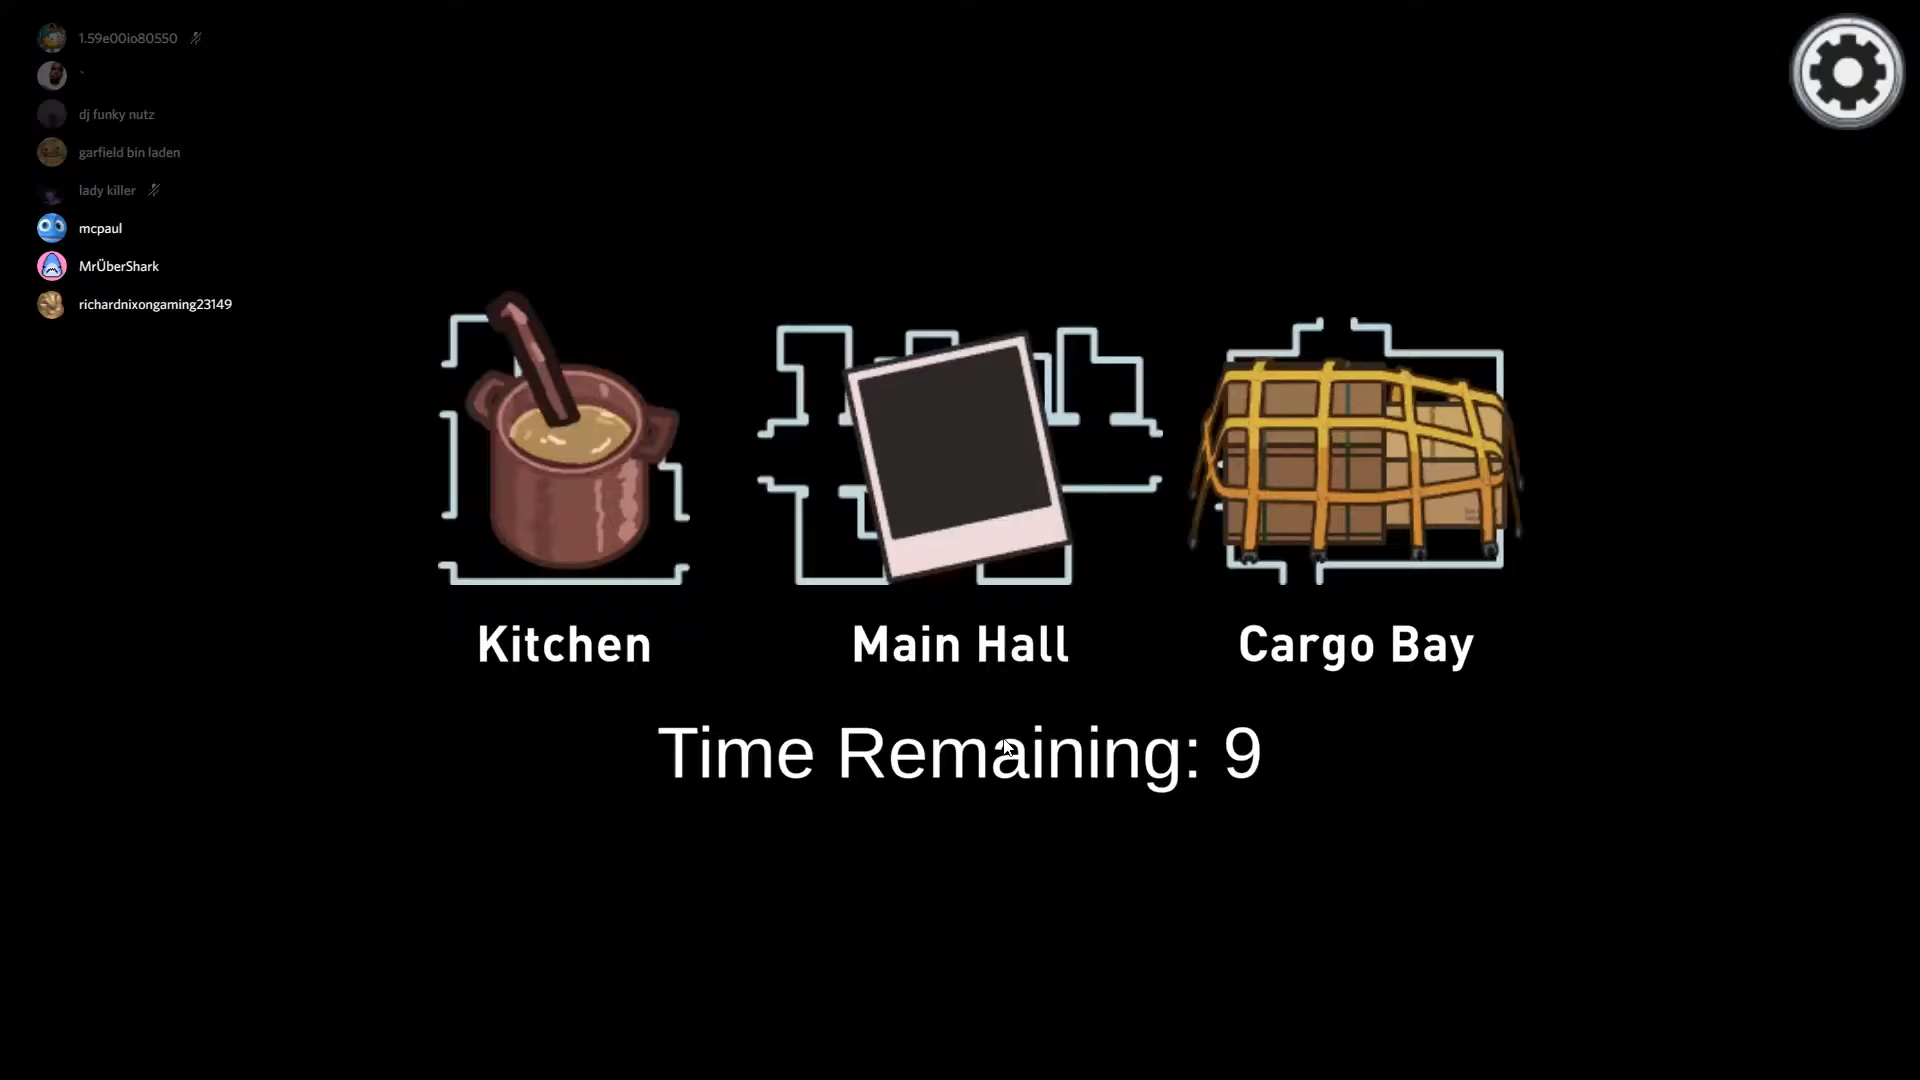 1.59e00io80550
`
dj funky nutz
garfield bin laden
lady killer
mcpaul
MrÜberShark
richardnixongaming23149
Kitchen
Main Hall
Cargo Bay
Time Remaining: 9